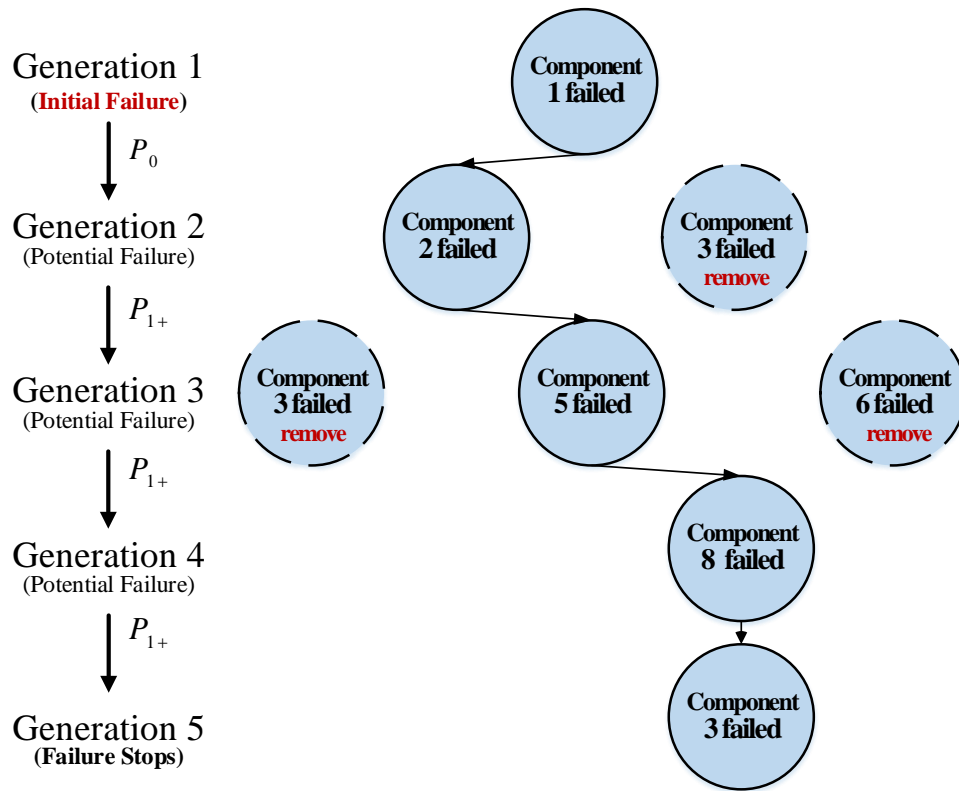 Generation 1
(Initial Failure)
P0
Generation 2
(Potential Failure)
P1+
Generation 3
(Potential Failure)
P1+
Generation 4
(Potential Failure)
P1+
Generation 5
(Failure Stops)
Component
1 failed
Component
2 failed
Component
3 failed
remove
Component
3 failed
remove
Component
5 failed
Component
6 failed
remove
Component
8 failed
Component
3 failed